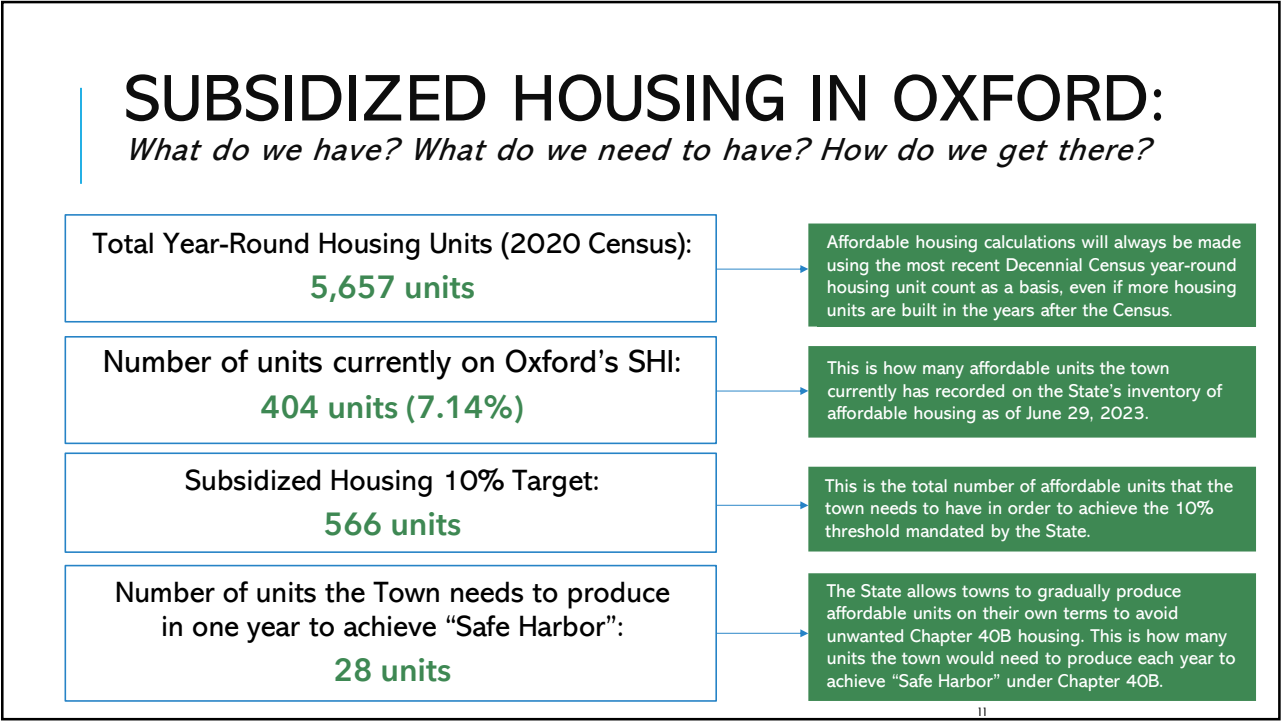 SUBSIDIZED HOUSING IN OXFORD:
What do we have? What do we need to have? How do we get there?
Total Year-Round Housing Units (2020 Census):
5,657 units
Affordable housing calculations will always be made
using the most recent Decennial Census year-round
housing unit count as a basis, even if more housing
units are built in the years after the Census.
Number of units currently on Oxford’s SHI:
404 units (7.14%)
This is how many affordable units the town
currently has recorded on the State’s inventory of
affordable housing as of June 29, 2023.
Subsidized Housing 10% Target:
566 units
This is the total number of affordable units that the
town needs to have in order to achieve the 10%
threshold mandated by the State.
Number of units the Town needs to produce
in one year to achieve “Safe Harbor”:
28 units
The State allows towns to gradually produce
affordable units on their own terms to avoid
unwanted Chapter 40B housing. This is how many
units the town would need to produce each year to
achieve “Safe Harbor” under Chapter 40B.
11